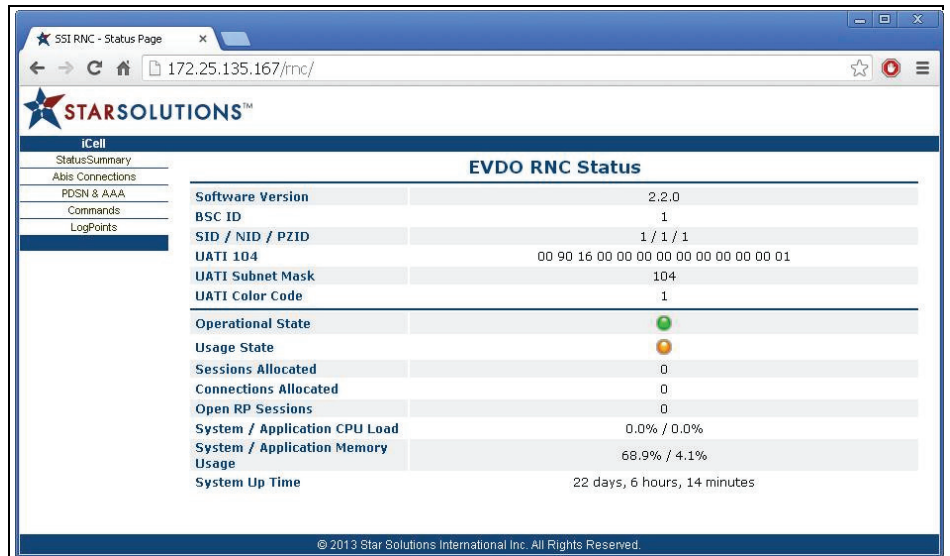 SSI RNC - Status Page
172.25.135.167/rnc/
STARSOLUTIONS™
iCell
StatusSummary
Abis Connections
PDSN & AAA
Commands
LogPoints
EVDO RNC Status
Software Version 2.2.0
BSC ID 1
SID / NID / PZID 1 / 1 / 1
UATI 104 00 90 16 00 00 00 00 00 00 00 00 00 01
UATI Subnet Mask 104
UATI Color Code 1
Operational State
Usage State
Sessions Allocated 0
Connections Allocated 0
Open RP Sessions 0
System / Application CPU Load 0.0% / 0.0%
System / Application Memory
Usage 68.9% / 4.1%
System Up Time 22 days, 6 hours, 14 minutes
© 2013 Star Solutions International Inc. All Rights Reserved.